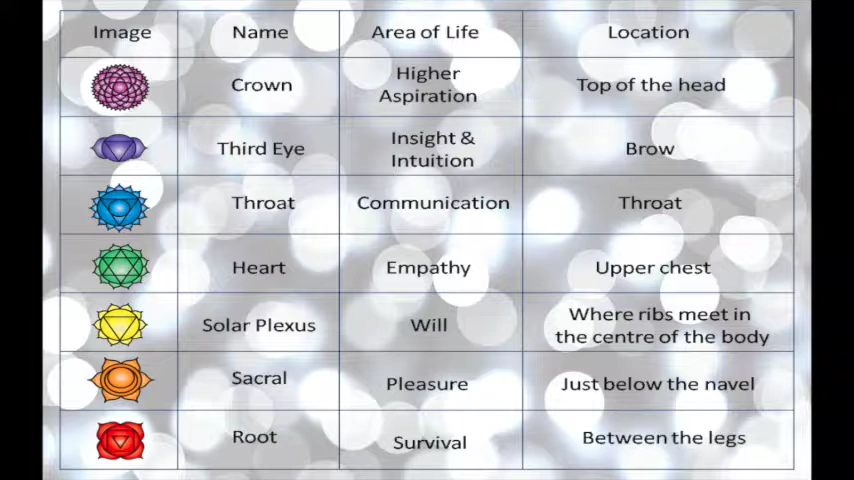 Image Name Area of Life Location
Crown Higher Aspiration Top of the head
Third Eye Insight & Intuition Brow
Throat Communication Throat
Heart Empathy Upper chest
Solar Plexus Will Where ribs meet in the centre of the body
Sacral Pleasure Just below the navel
Root Survival Between the legs